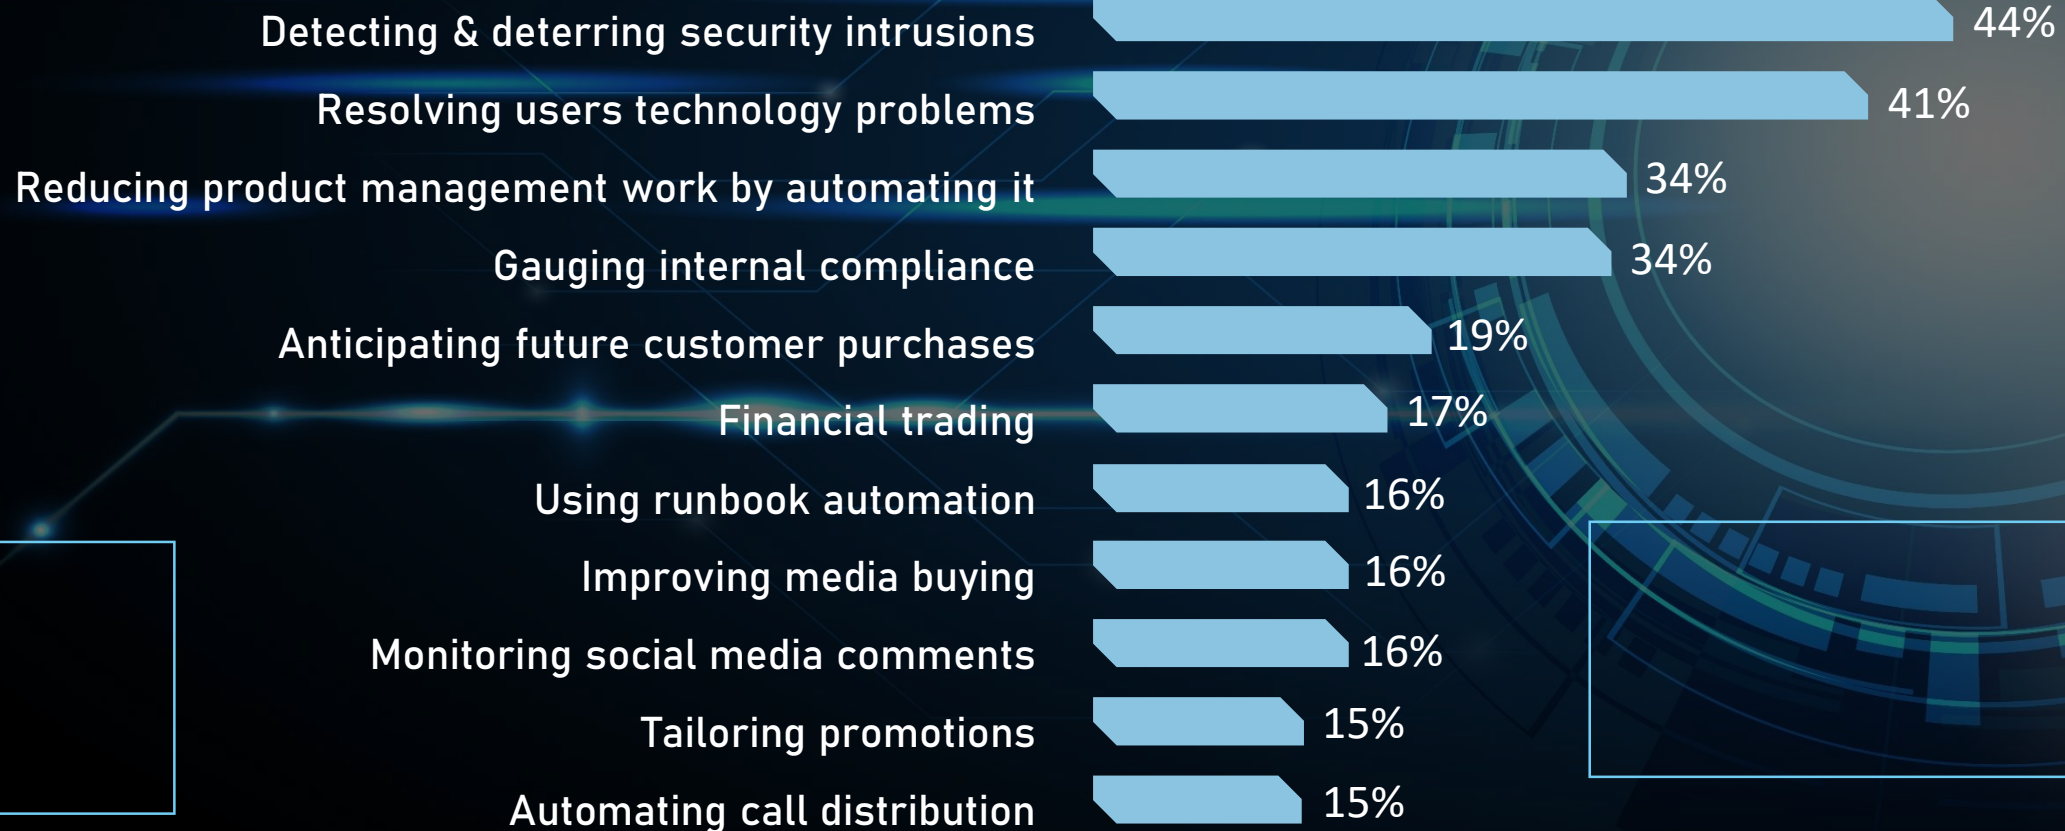 Detecting & deterring security intrusions 44%
Resolving users technology problems 41%
Reducing product management work by automating it 34%
Gauging internal compliance 34%
Anticipating future customer purchases 19%
Financial trading 17%
Using runbook automation 16%
Improving media buying 16%
Monitoring social media comments 16%
Tailoring promotions 15%
Automating call distribution 15%